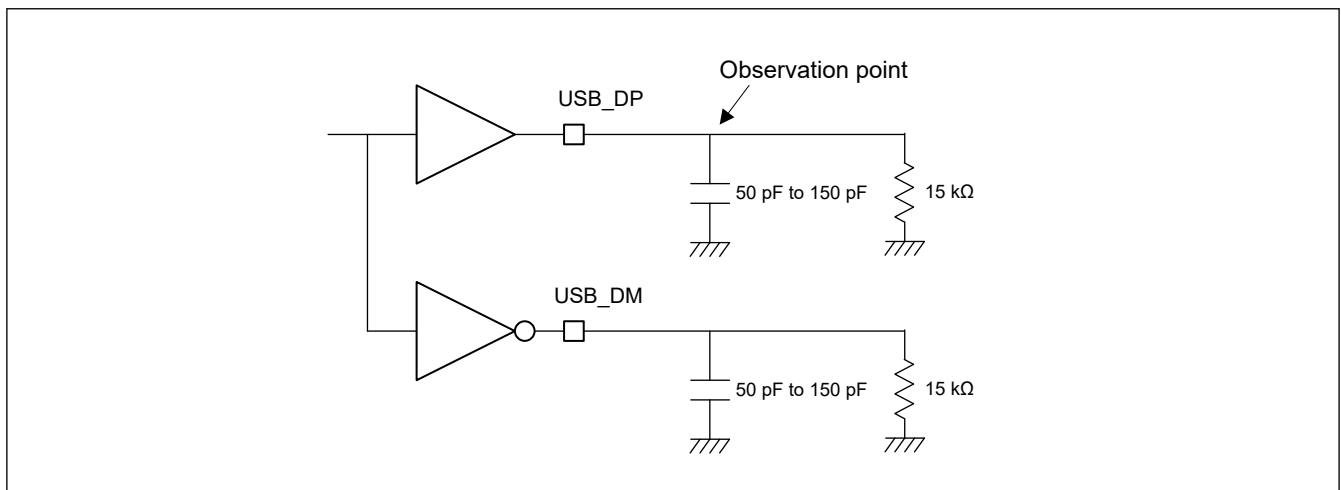 Observation point
USB_DP
50 pF to 150 pF
15 kΩ
USB_DM
50 pF to 150 pF
15 kΩ